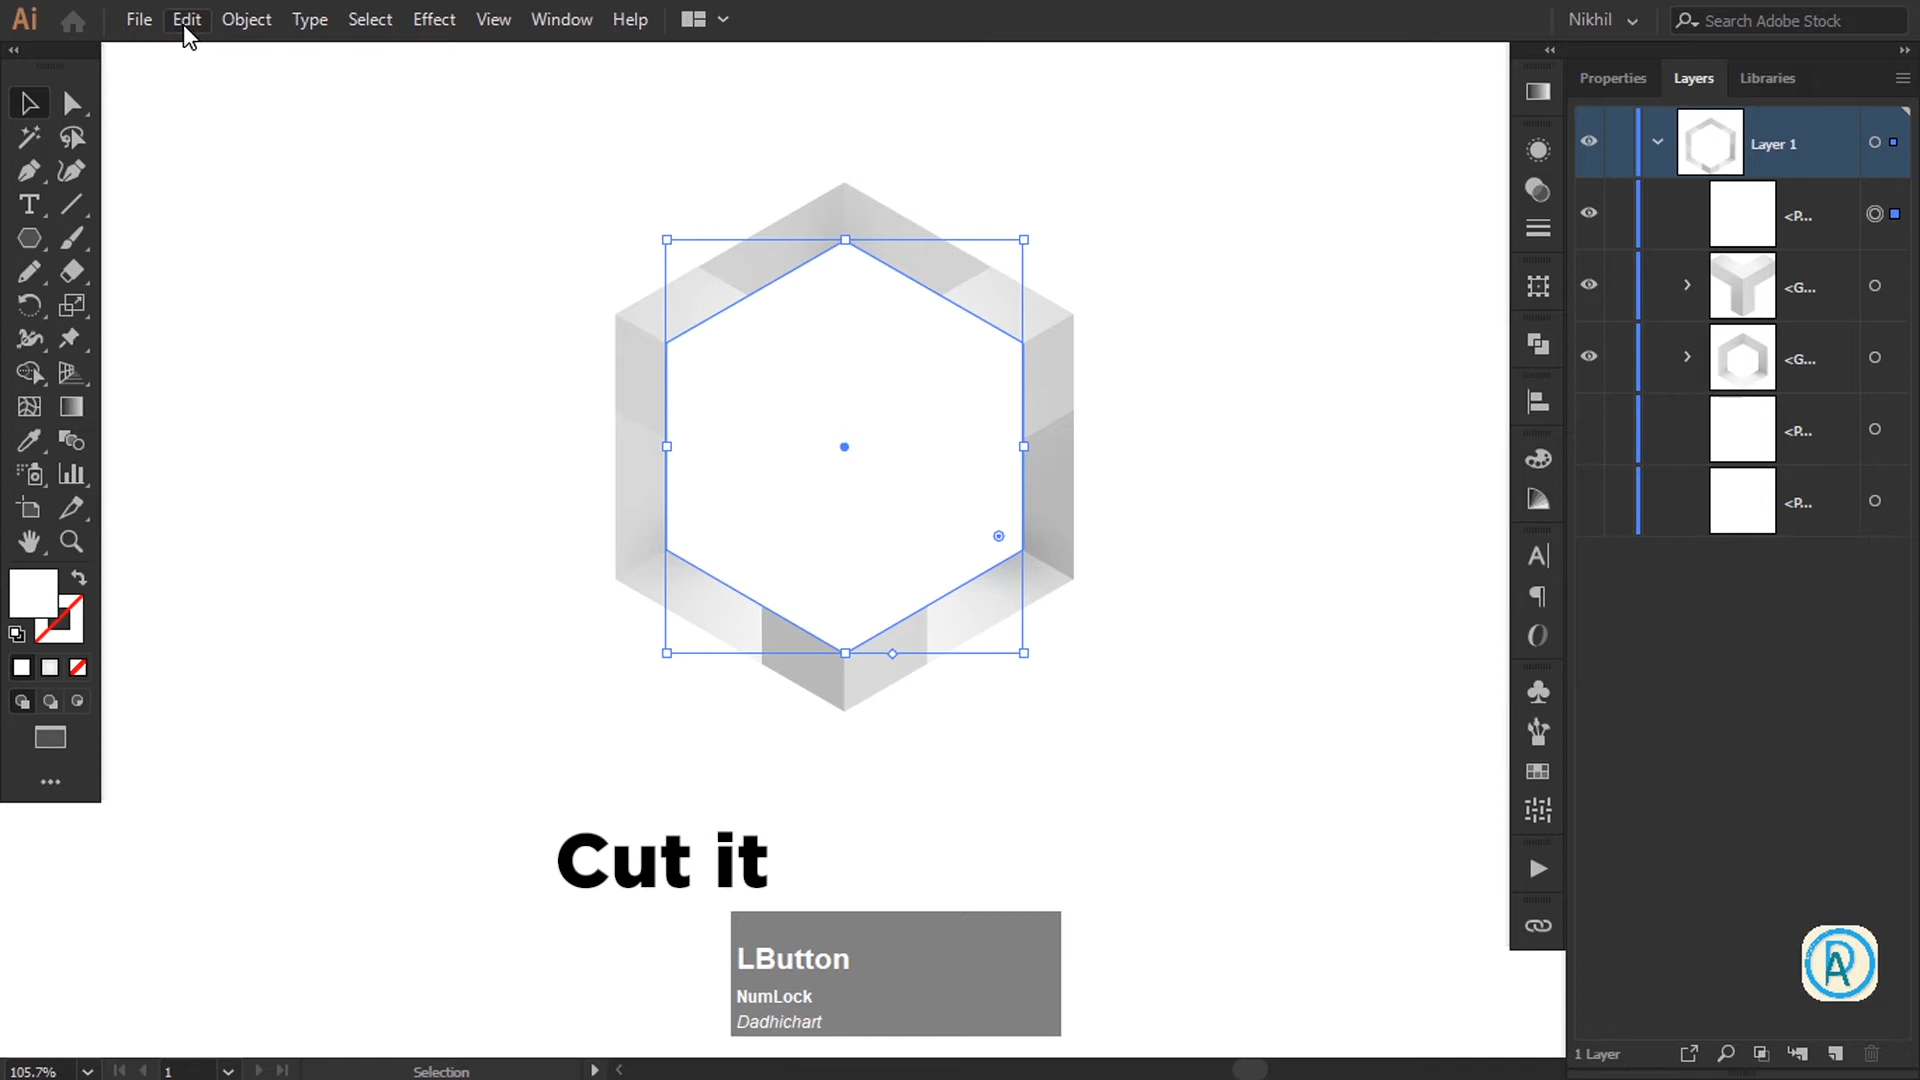 Ai File Edit Object Type Select Effect View Window Help Nikhil Search Adobe Stock
Properties Layers Libraries
Layer 1
<P...
<G...
<G...
<P...
<P...
Cut it
LButton
NumLock
Dadhichart
1 Layer
105.7% 1 Selection